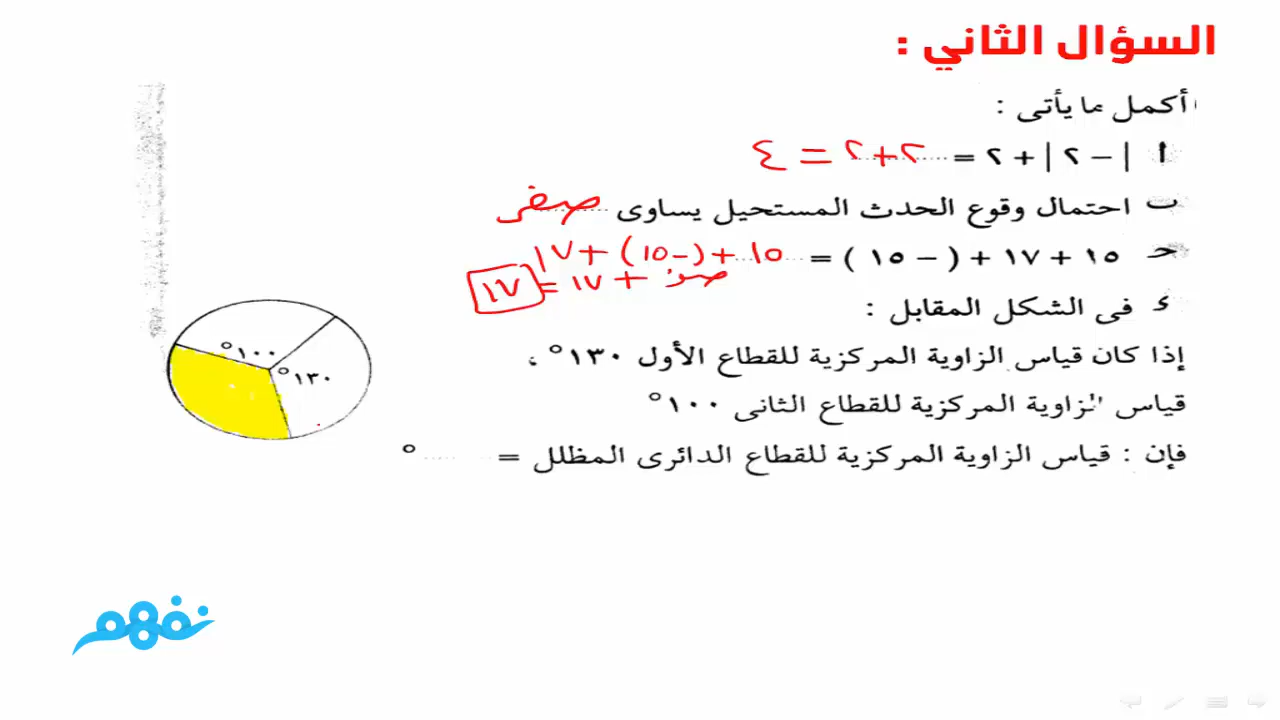 السؤال الثاني :
أكمل ما يأتى :
أ | - ٢ | + ٢ = ........ ٢+٢ = ٤
ب احتمال وقوع الحدث المستحيل يساوى ........ صفر
حـ ١٥ + ١٧ + ( - ١٥ ) = ........ ١٥ + (-١٥) + ١٧
صفر + ١٧ = ١٧
ء فى الشكل المقابل :
إذا كان قياس الزاوية المركزية للقطاع الأول ١٣٠° ،
قياس الزاوية المركزية للقطاع الثانى ١٠٠°
فإن : قياس الزاوية المركزية للقطاع الدائرى المظلل = ........ °
١٠٠°
١٣٠°
نفهم